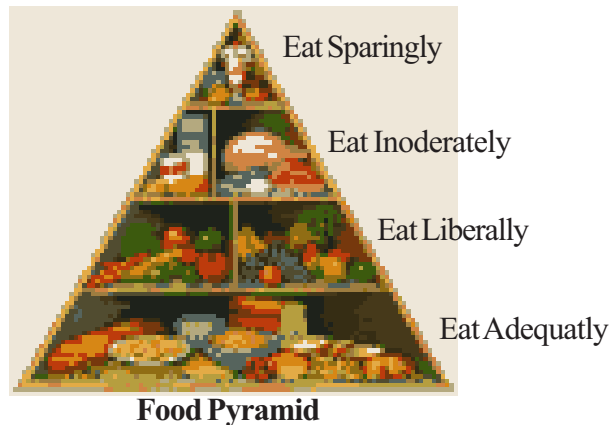 Eat Sparingly
Eat Inoderately
Eat Liberally
Eat Adequatly
Food Pyramid